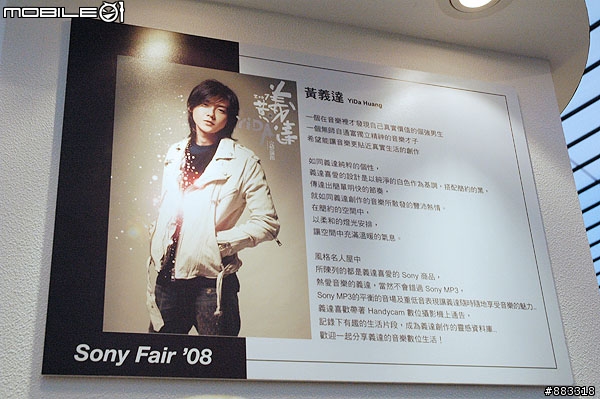 MOBILE01
義達
黃義達 YiDa Huang
一個在音樂裡才發現自己真實價值的倔強男生
一個無師自通富獨立精神的音樂才子
希望能讓音樂更貼近真實生活的創作
如同義達純粹的個性，
義達喜愛的設計是以純淨的白色作為基調，搭配簡約的黑，
傳達出簡單明快的節奏，
就如同義達創作的音樂所散發的豐沛熱情。
在簡約的空間中，
以柔和的燈光安排，
讓空間中充滿溫暖的氣息。
風格名人屋中
所陳列的都是義達喜愛的 Sony 商品，
熱愛音樂的義達，當然不會錯過 Sony MP3，
Sony MP3的平衡的音場及重低音表現讓義達隨時隨地享受音樂的魅力..
義達喜歡帶著 Handycam 數位攝影機上通告，
記錄下有趣的生活片段，成為義達創作的靈感資料庫..
歡迎一起分享義達的音樂數位生活！
Sony Fair '08
#883318